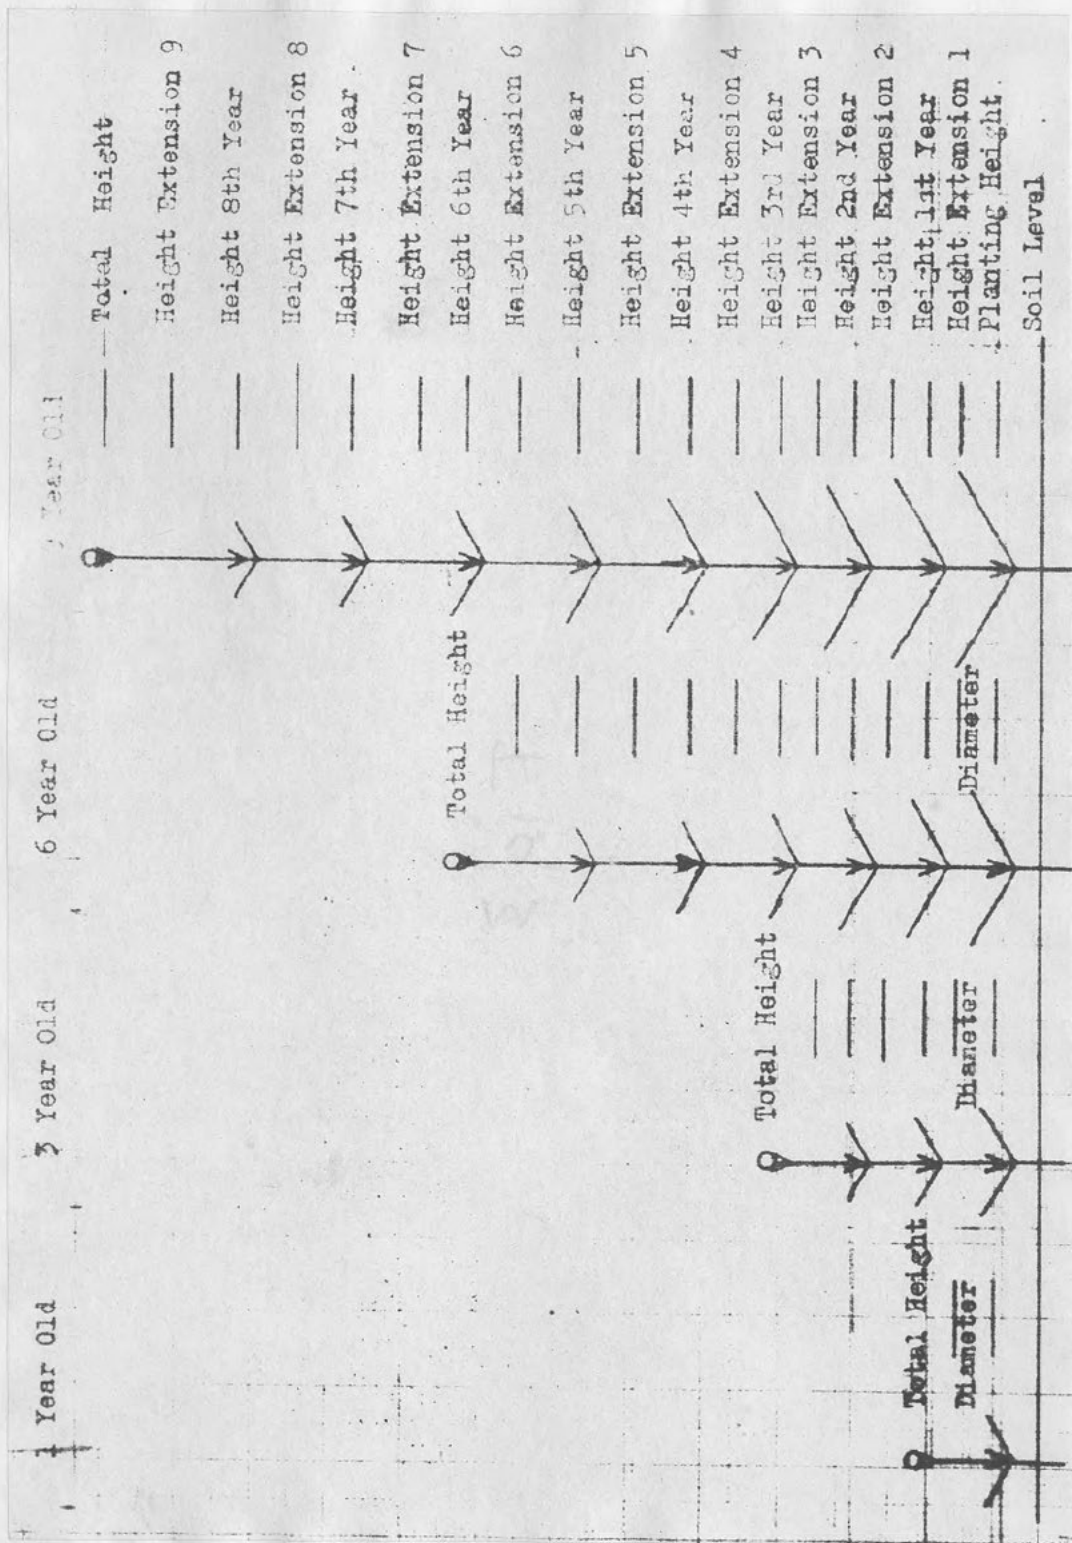 1 Year Old
3 Year Old
6 Year Old
Year Old
Total Height
Height Extension 9
Height 8th Year
Height Extension 8
Height 7th Year
Height Extension 7
Height 6th Year
Height Extension 6
Height 5th Year
Height Extension 5
Height 4th Year
Height Extension 4
Height 3rd Year
Height Extension 3
Height 2nd Year
Height Extension 2
Height 1st Year
Height Extension 1
Planting Height
Soil Level
Total Height
Diameter
Total Height
Diameter
Total Height
Diameter